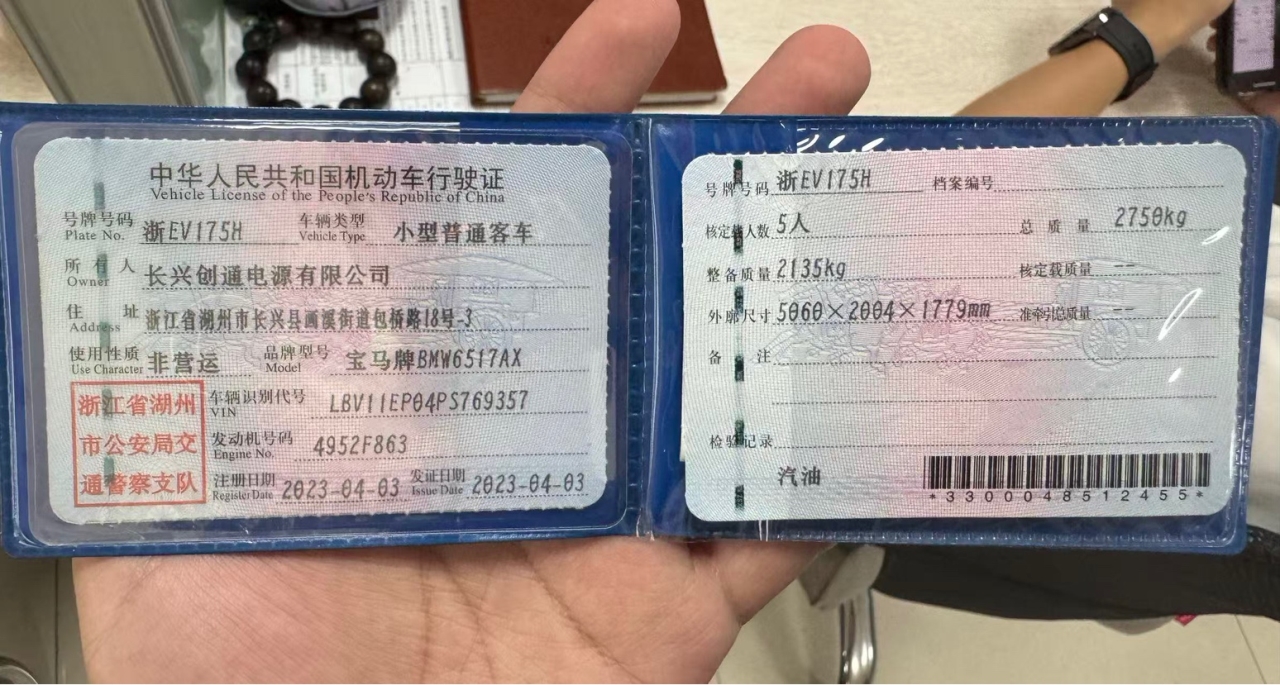 中华人民共和国机动车行驶证
Vehicle License of the People's Republic of China
号牌号码 浙EV175H 车辆类型 小型普通客车
Plate No. Vehicle Type
所有人 长兴创通电源有限公司
Owner
住址 浙江省湖州市长兴县画溪街道包桥路18号-3
Address
使用性质 非营运 品牌型号 宝马牌BMW6517AX
Use Character Model
浙江省湖州
市公安局交
通警察支队
车辆识别代号 LBV11EP04PS769357
VIN
发动机号码 4952F863
Engine No.
注册日期 2023-04-03 发证日期 2023-04-03
Register Date Issue Date
号牌号码 浙EV175H 档案编号
核定载人数 5人 总质量 2750kg
整备质量 2135kg 核定载质量 --
外廓尺寸 5060×2004×1779mm 准牵引总质量 --
备注
检验记录
汽油
*3300048512455*